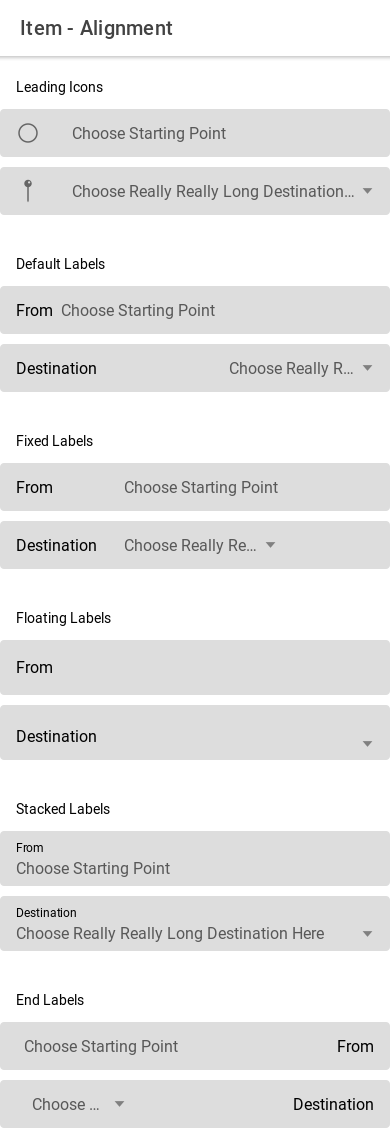 Item - Alignment
Leading Icons
Choose Starting Point
Choose Really Really Long Destination...
Default Labels
From Choose Starting Point
Destination Choose Really R...
Fixed Labels
From Choose Starting Point
Destination Choose Really Re...
Floating Labels
From
Destination
Stacked Labels
From
Choose Starting Point
Destination
Choose Really Really Long Destination Here
End Labels
Choose Starting Point From
Choose ... Destination